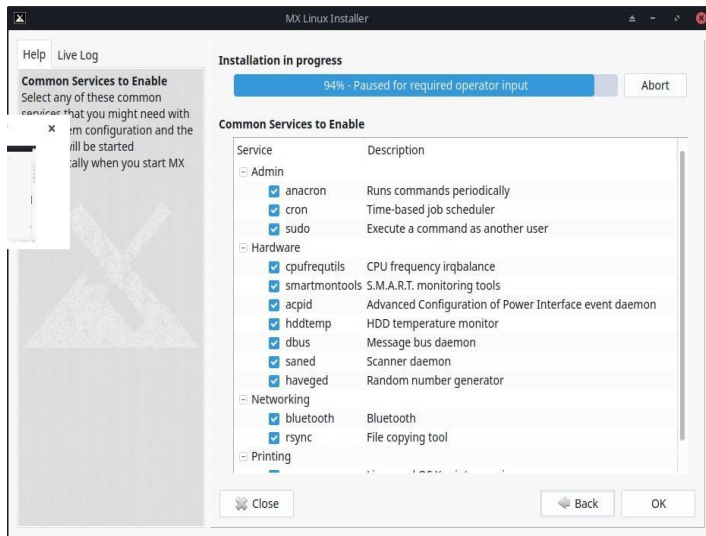 MX Linux Installer
Help Live Log
Common Services to Enable
Select any of these common
services that you might need with
em configuration and the
will be started
cally when you start MX
x
Installation in progress
94% - Paused for required operator input
Abort
Common Services to Enable
Service Description
Admin
anacron Runs commands periodically
cron Time-based job scheduler
sudo Execute a command as another user
Hardware
cpufrequtils CPU frequency irqbalance
smartmontools S.M.A.R.T. monitoring tools
acpid Advanced Configuration of Power Interface event daemon
hddtemp HDD temperature monitor
dbus Message bus daemon
saned Scanner daemon
haveged Random number generator
Networking
bluetooth Bluetooth
rsync File copying tool
Printing
Close
Back
OK